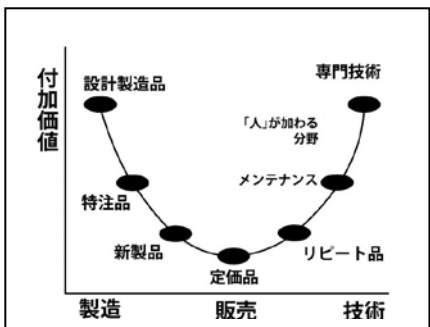 付加価値
設計製造品
専門技術
「人」が加わる
分野
メンテナンス
特注品
新製品
リピート品
定価品
製造
販売
技術